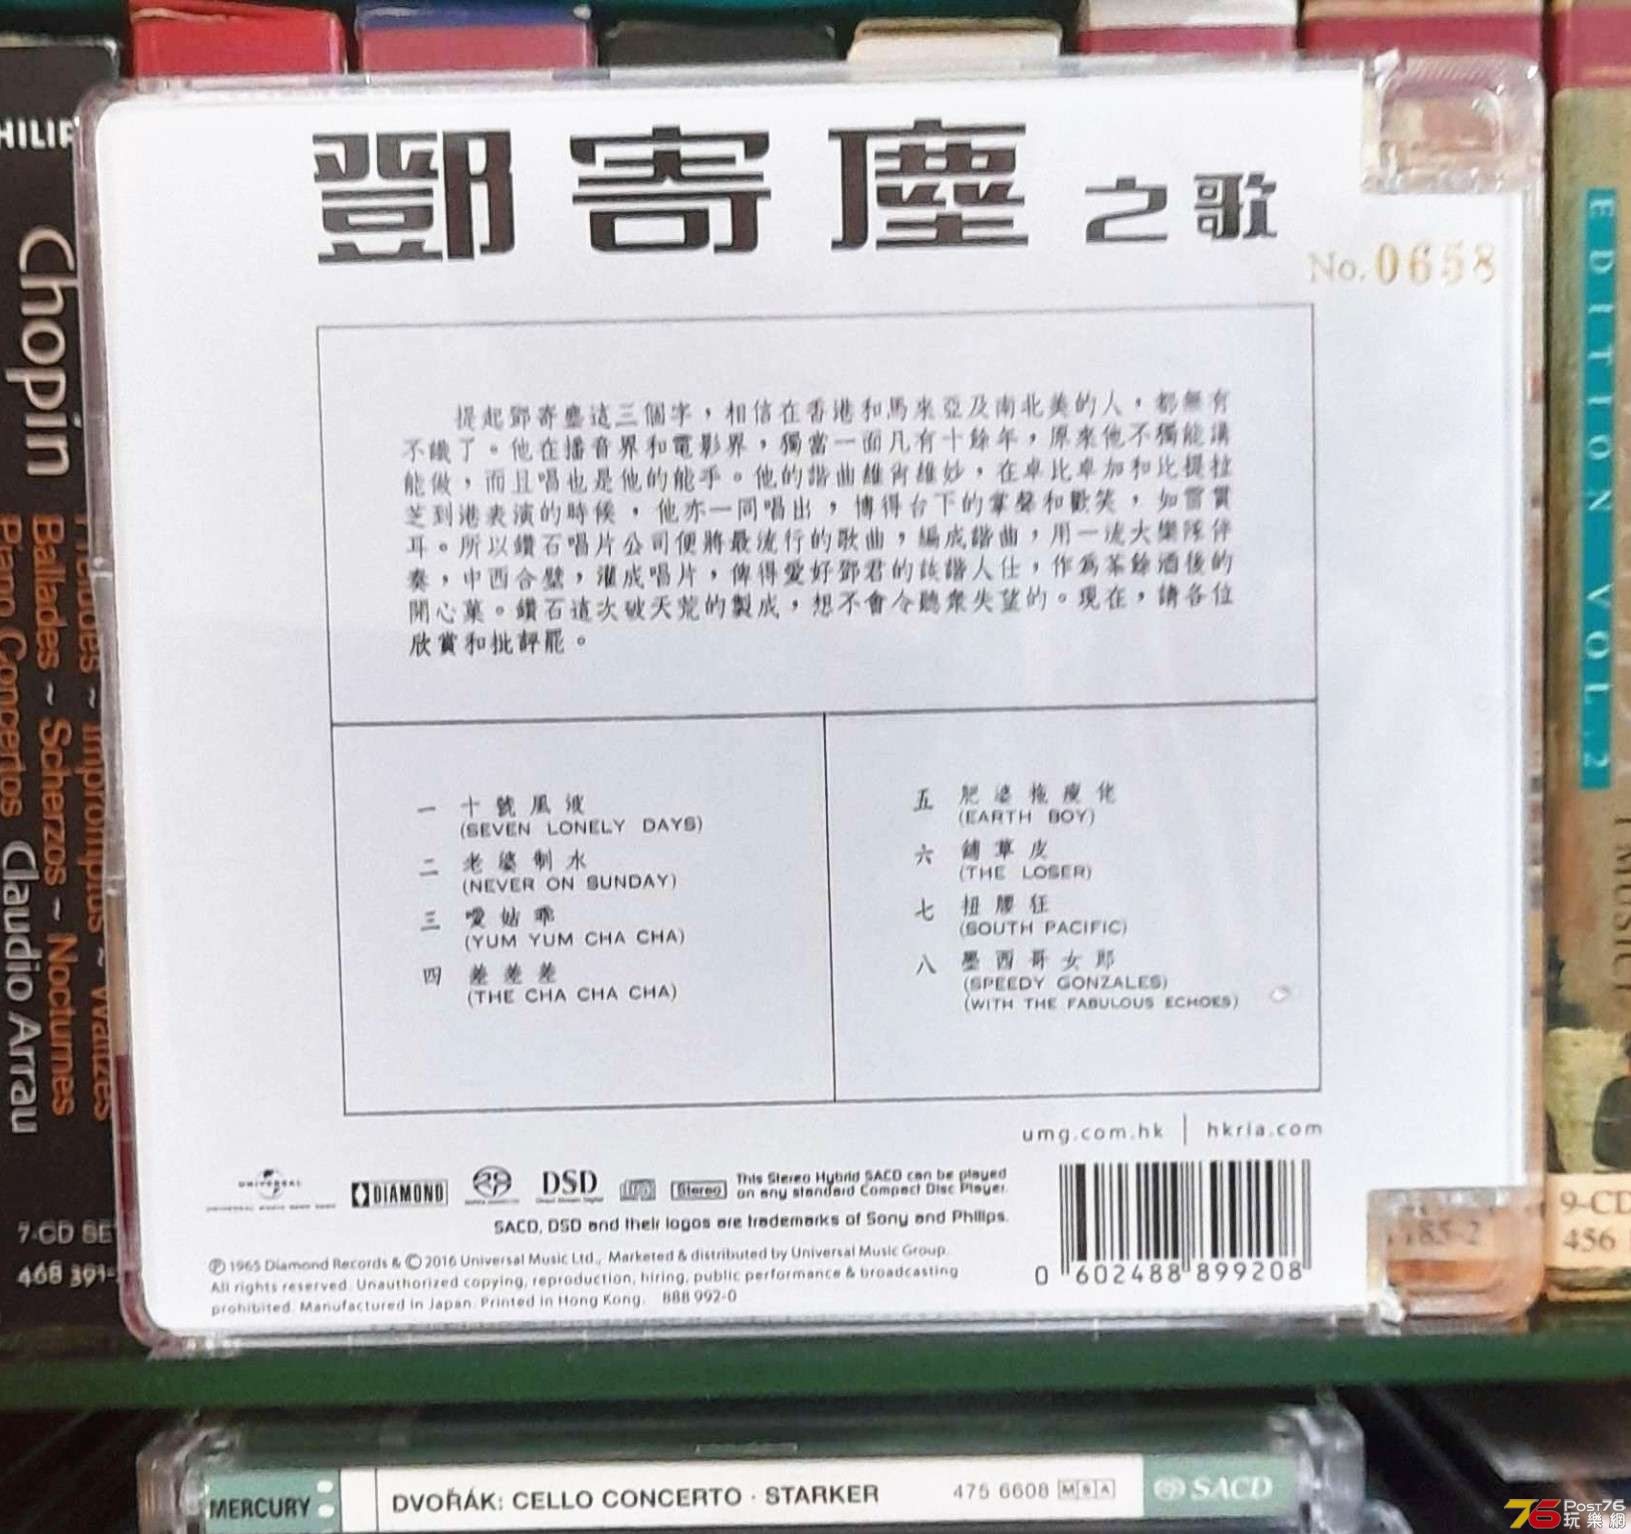 鄧寄塵之歌
No. 0658
提起鄧寄塵這三個字，相信在香港和馬來亞及南北美的人，都無有
不識了。他在播音界和電影界，獨當一面凡有十餘年，原來他不獨能講
能做，而且唱也是他的能手。他的諧曲維肖維妙，在卓比卓加和比提拉
芝到港表演的時候，他亦一同唱出，博得台下的掌聲和歡笑，如雷貫
耳。所以鑽石唱片公司便將最流行的歌曲，編成諧曲，用一流大樂隊伴
奏，中西合璧，灌成唱片，俾得愛好鄧君的諧人仕，作為茶餘酒後的
開心菓。鑽石這次破天荒的製成，想不會令聽衆失望的。現在，請各位
欣賞和批評罷。
一 十號風波
(SEVEN LONELY DAYS)
二 老婆制水
(NEVER ON SUNDAY)
三 噯姑乖
(YUM YUM CHA CHA)
四 差差差
(THE CHA CHA CHA)
五 肥婆拖瘦佬
(EARTH BOY)
六 鋪草皮
(THE LOSER)
七 扭腰狂
(SOUTH PACIFIC)
八 墨西哥女郎
(SPEEDY GONZALES)
(WITH THE FABULOUS ECHOES)
umg.com.hk | hkria.com
UNIVERSAL
DIAMOND
DSD
Stereo
This Stereo Hybrid SACD can be played
on any standard Compact Disc Player.
SACD, DSD and their logos are trademarks of Sony and Philips.
℗ 1965 Diamond Records & © 2016 Universal Music Ltd., Marketed & distributed by Universal Music Group.
All rights reserved. Unauthorized copying, reproduction, hiring, public performance & broadcasting
prohibited. Manufactured in Japan. Printed in Hong Kong. 888 992-0
0 602488 899208
Chopin
Ballades ~ Scherzos ~ Nocturnes
Impromptus ~ Waltzes
Piano Concertos
Claudio Arrau
7-CD SE
468 391-
EDITION VOL.2
MUSIC
9-CD
456
185-2
MERCURY
DVOŘÁK: CELLO CONCERTO · STARKER
475 6608 MSA
SACD
76 Post76
玩樂網